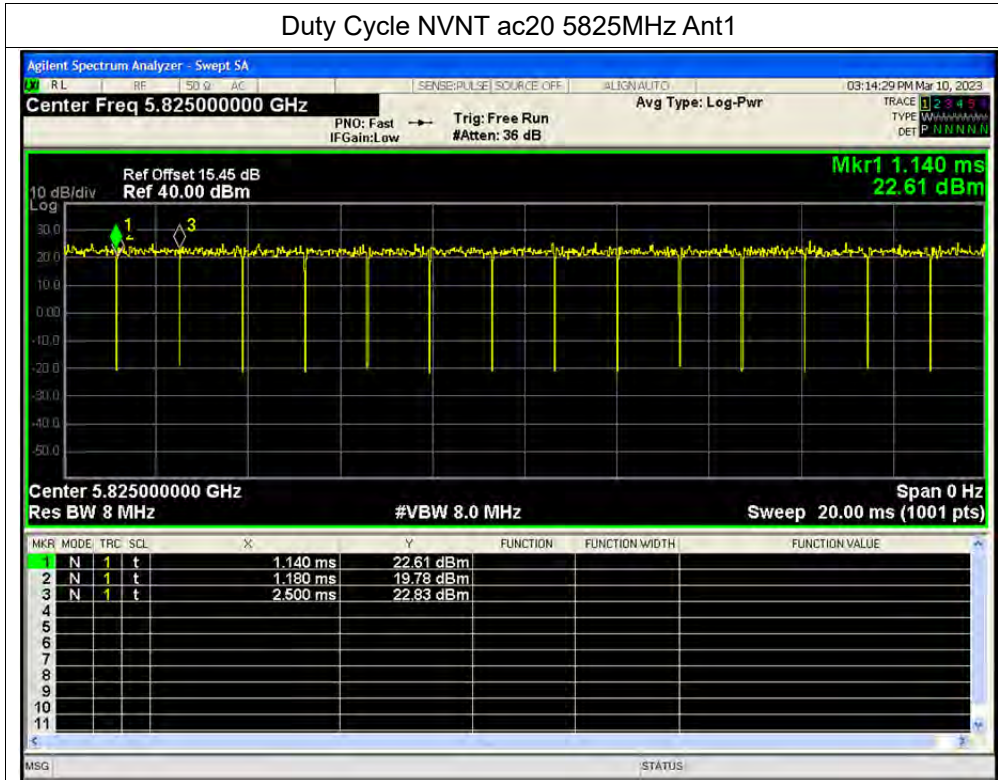 Duty Cycle NVNT ac20 5825MHz Ant1
Agilent Spectrum Analyzer - Swept SA
RL RF 50 Ω AC SENSE:PULSE SOURCE OFF ALIGN AUTO 03:14:29 PM Mar 10, 2023
Center Freq 5.825000000 GHz Avg Type: Log-Pwr TRACE 1 2 3 4 5 6
PNO: Fast Trig: Free Run TYPE
IFGain:Low #Atten: 36 dB DET P N N N N N
Mkr1 1.140 ms
22.61 dBm
Ref Offset 15.45 dB
10 dB/div Ref 40.00 dBm
Log
30.0
20.0
10.0
0.00
-10.0
-20.0
-30.0
-40.0
-50.0
1 2 3
Center 5.825000000 GHz Span 0 Hz
Res BW 8 MHz #VBW 8.0 MHz Sweep 20.00 ms (1001 pts)
MKR MODE TRC SCL X Y FUNCTION FUNCTION WIDTH FUNCTION VALUE
1 N 1 t 1.140 ms 22.61 dBm
2 N 1 t 1.180 ms 19.78 dBm
3 N 1 t 2.500 ms 22.83 dBm
4
5
6
7
8
9
10
11
MSG STATUS